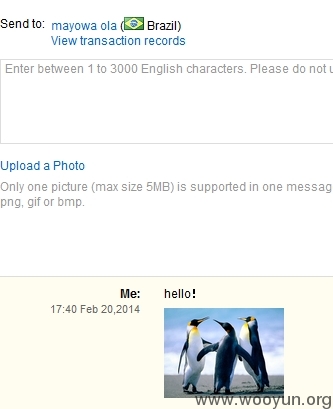 Send to: mayowa ola ( Brazil)
View transaction records
Enter between 1 to 3000 English characters. Please do not u
Upload a Photo
Only one picture (max size 5MB) is supported in one messag
png, gif or bmp.
Me: hello!
17:40 Feb 20,2014
www.wooyun.org